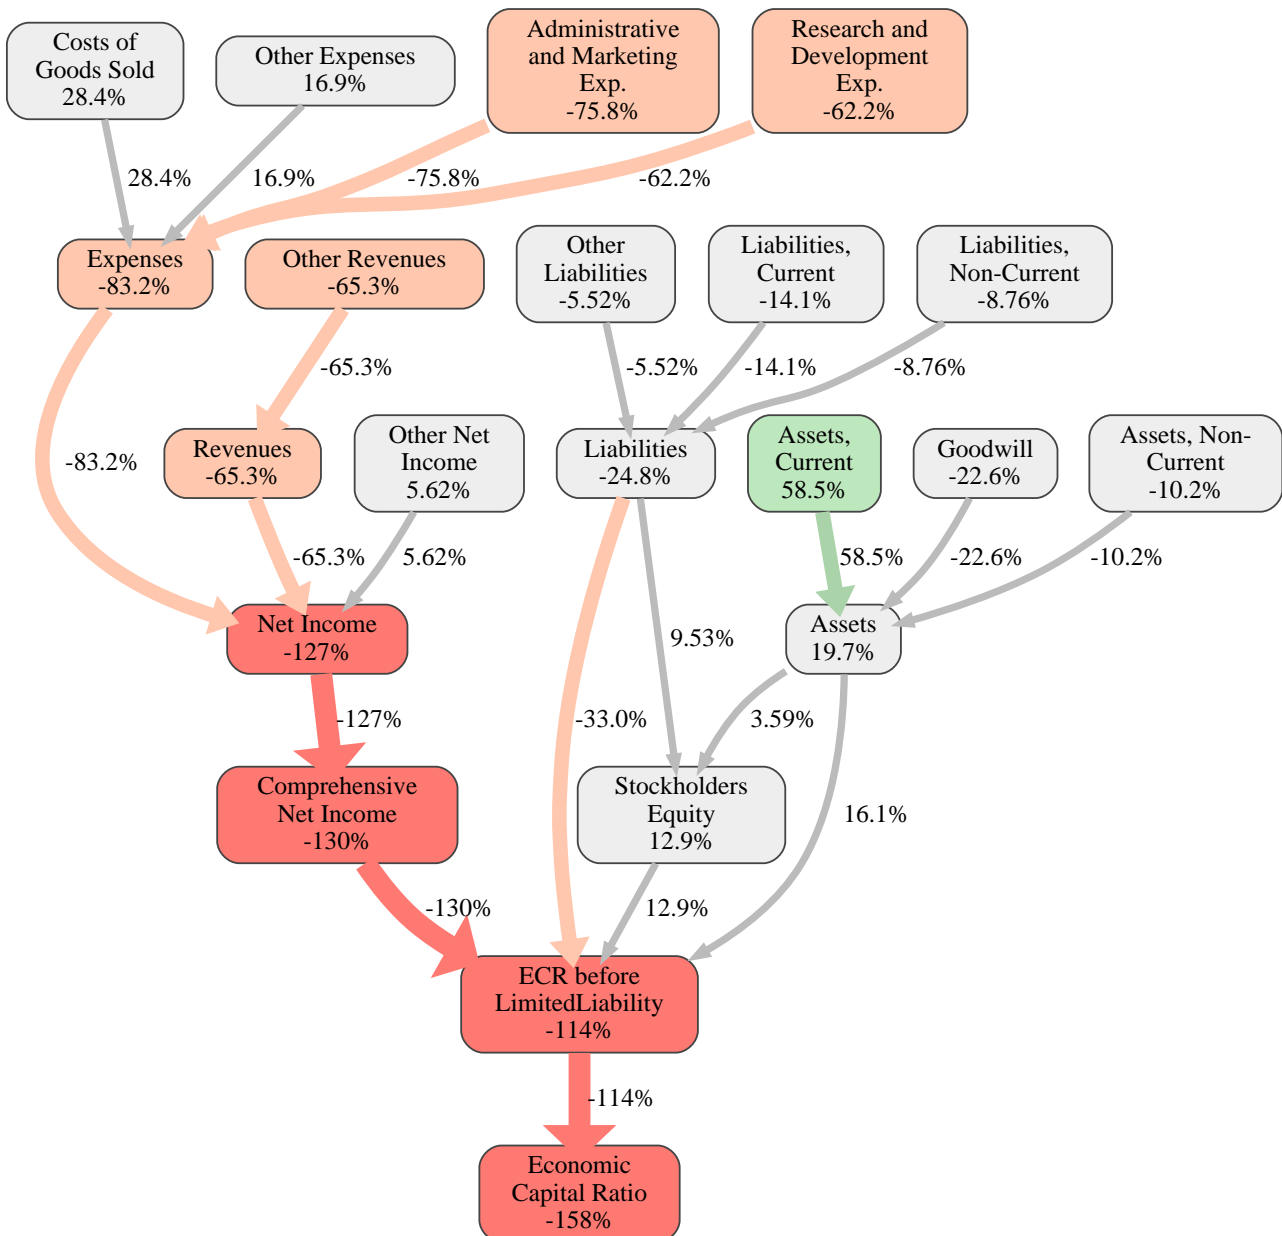 Costs of
Goods Sold
28.4%
Other Expenses
16.9%
Administrative
and Marketing
Exp.
-75.8%
Research and
Development
Exp.
-62.2%
28.4%
16.9%
-75.8%
-62.2%
Expenses
-83.2%
Other Revenues
-65.3%
Other
Liabilities
-5.52%
Liabilities,
Current
-14.1%
Liabilities,
Non-Current
-8.76%
-65.3%
-5.52%
-14.1%
-8.76%
-83.2%
Revenues
-65.3%
Other Net
Income
5.62%
Liabilities
-24.8%
Assets,
Current
58.5%
Goodwill
-22.6%
Assets, Non-
Current
-10.2%
-65.3%
5.62%
58.5%
-22.6%
-10.2%
Net Income
-127%
9.53%
Assets
19.7%
-127%
-33.0%
3.59%
Comprehensive
Net Income
-130%
Stockholders
Equity
12.9%
16.1%
-130%
12.9%
ECR before
LimitedLiability
-114%
-114%
Economic
Capital Ratio
-158%